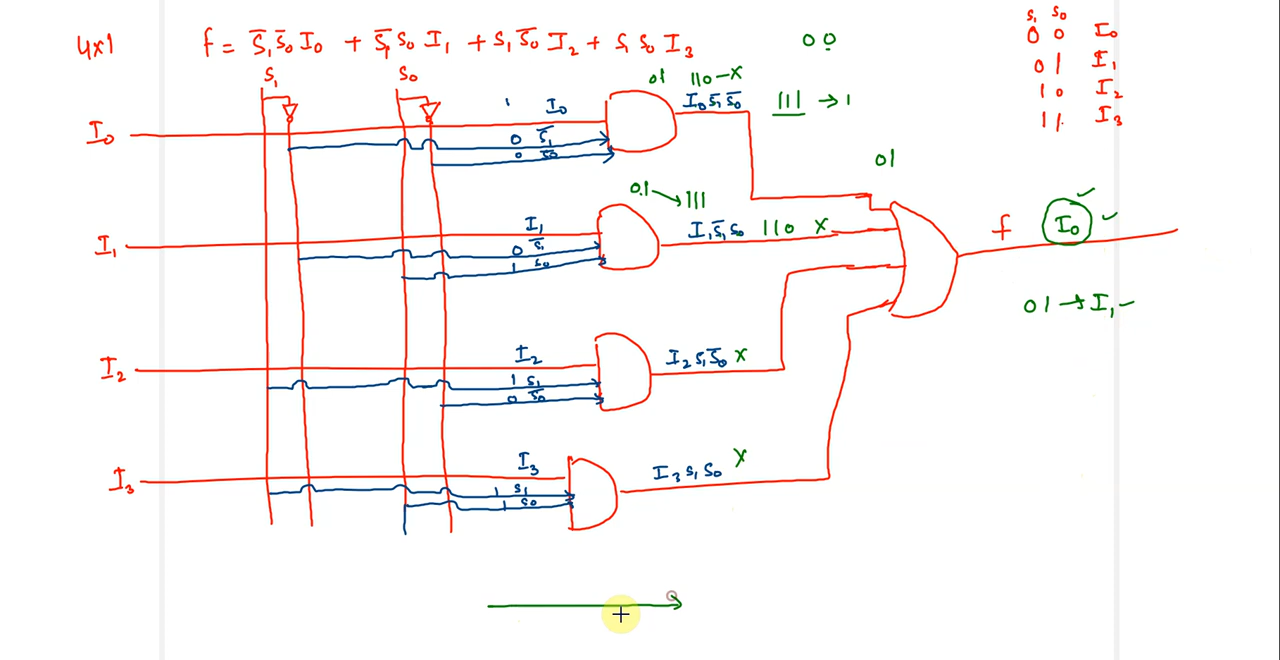 4x1 f = S̅₁S̅₀I₀ + S̅₁S₀I₁ + S₁S̅₀I₂ + S₁S₀I₃
0 0
S₁ S₀
0 0 I₀
0 1 I₁
1 0 I₂
1 1 I₃
S₁ S₀
01 110-x
I₀ 1 I₀ I₀S̅₁S̅₀ 111 → 1
0 S̅₁
0 S̅₀
01
01 → 111
I₁ I₁ I₁S̅₁S₀ 110 x
0 S̅₁
1 S₀
f I₀ ✓ ✓
01 → I₁ -
I₂ I₂ I₂S₁S̅₀ x
1 S₁
0 S̅₀
I₃ I₃ I₃S₁S₀ x
1 S₁
1 S₀